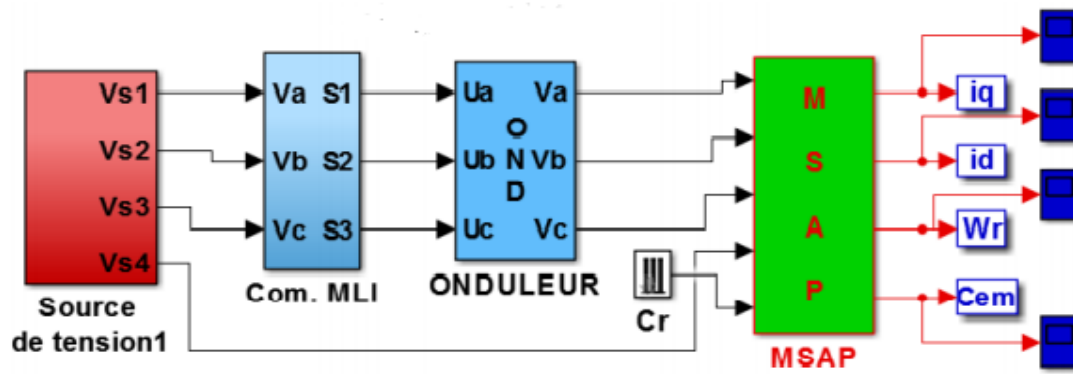 Vs1
Vs2
Vs3
Vs4
Source
de tension1
Va S1
Vb S2
Vc S3
Com. MLI
Ua Va
Ub Vb
Uc Vc
O
N
D
ONDULEUR
Cr
M
S
A
P
MSAP
iq
id
Wr
Cem